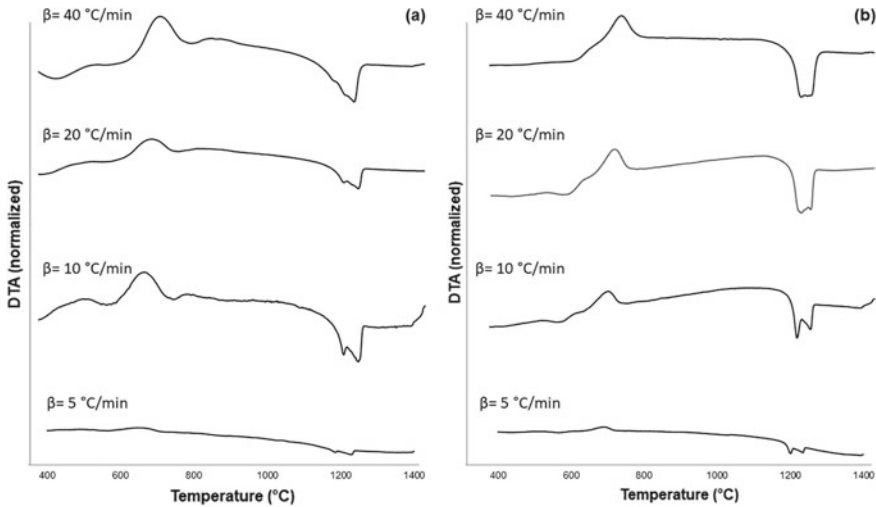 (a)
β= 40 °C/min
β= 20 °C/min
β= 10 °C/min
β= 5 °C/min
DTA (normalized)
400 600 800 1000 1200 1400
Temperature (°C)
(b)
β= 40 °C/min
β= 20 °C/min
β= 10 °C/min
β= 5 °C/min
DTA (normalized)
400 600 800 1000 1200 1400
Temperature (°C)